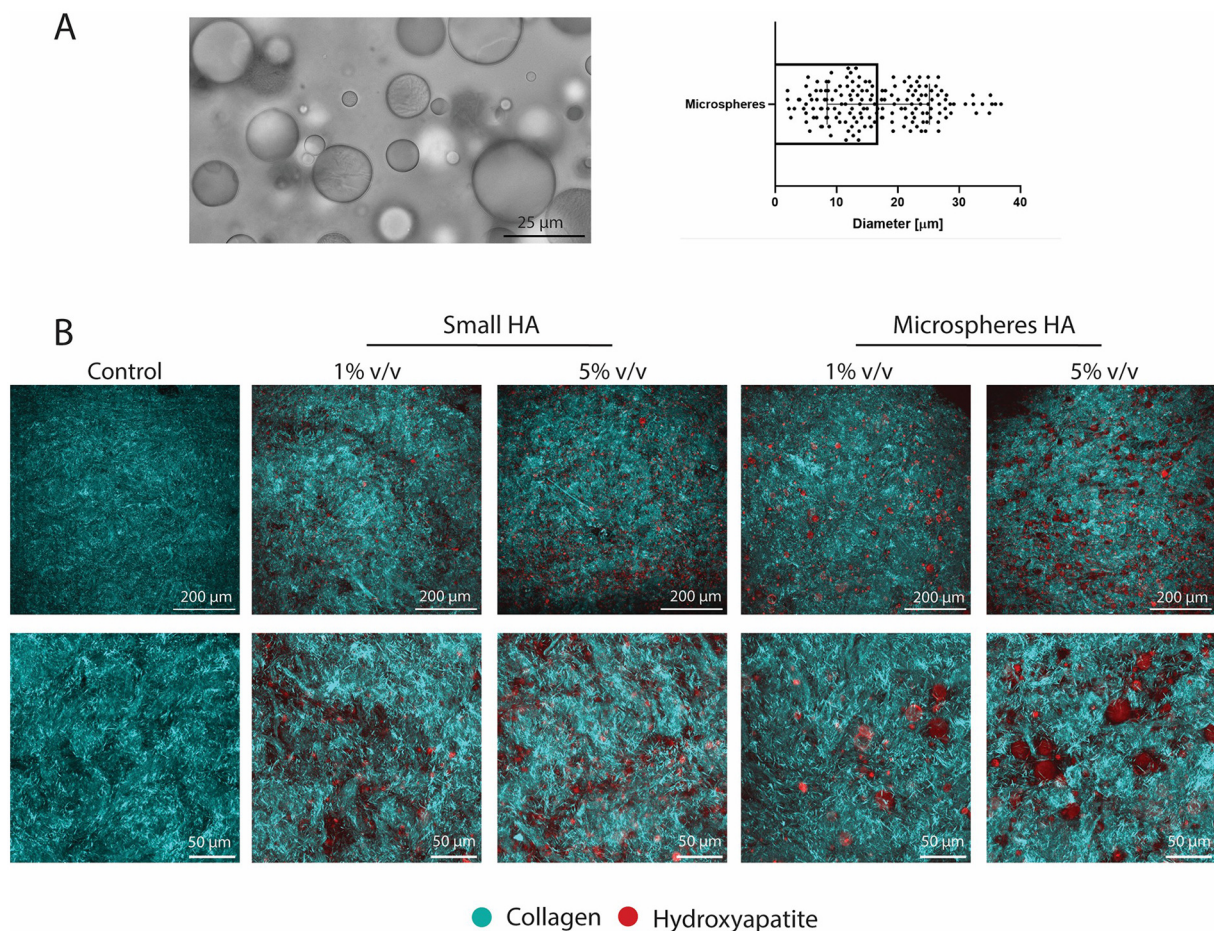 A
25 µm
Microspheres
0 10 20 30 40
Diameter [µm]
B
Small HA
Microspheres HA
Control
1% v/v
5% v/v
1% v/v
5% v/v
200 µm
200 µm
200 µm
200 µm
200 µm
50 µm
50 µm
50 µm
50 µm
50 µm
Collagen
Hydroxyapatite